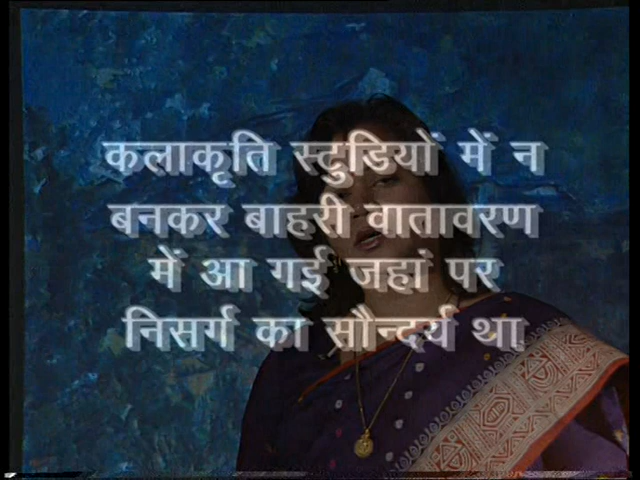 कलाकृति स्टुडियों में न
बनकर बाहरी वातावरण
में आ गई जहां पर
निसर्ग का सौन्दर्य था